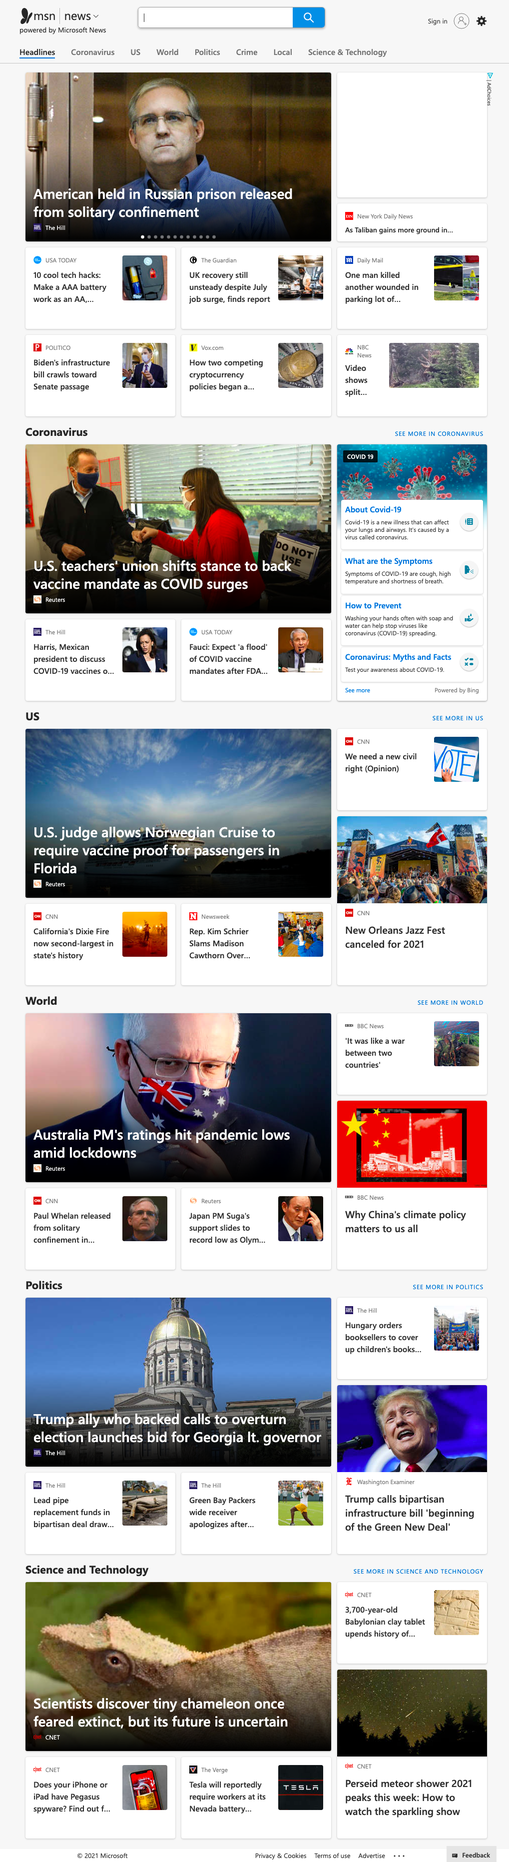 msn news
powered by Microsoft News
Sign in
Headlines
Coronavirus
US
World
Politics
Crime
Local
Science & Technology
American held in Russian prison released
from solitary confinement
The Hill
AdChoices
New York Daily News
As Taliban gains more ground in...
USA TODAY
10 cool tech hacks:
Make a AAA battery
work as an AA,...
The Guardian
UK recovery still
unsteady despite July
job surge, finds report
Daily Mail
One man killed
another wounded in
parking lot of...
POLITICO
Biden's infrastructure
bill crawls toward
Senate passage
Vox.com
How two competing
cryptocurrency
policies began a...
NBC
News
Video
shows
split...
Coronavirus
SEE MORE IN CORONAVIRUS
DO NOT
USE
U.S. teachers' union shifts stance to back
vaccine mandate as COVID surges
Reuters
COVID 19
About Covid-19
Covid-19 is a new illness that can affect
your lungs and airways. It's caused by a
virus called coronavirus.
What are the Symptoms
Symptoms of COVID-19 are cough, high
temperature and shortness of breath.
How to Prevent
Washing your hands often with soap and
water can help stop viruses like
coronavirus (COVID-19) spreading.
Coronavirus: Myths and Facts
Test your awareness about COVID-19.
See more
Powered by Bing
The Hill
Harris, Mexican
president to discuss
COVID-19 vaccines o...
USA TODAY
Fauci: Expect 'a flood'
of COVID vaccine
mandates after FDA...
US
SEE MORE IN US
U.S. judge allows Norwegian Cruise to
require vaccine proof for passengers in
Florida
Reuters
CNN
We need a new civil
right (Opinion)
VOTE
CNN
New Orleans Jazz Fest
canceled for 2021
CNN
California's Dixie Fire
now second-largest in
state's history
Newsweek
Rep. Kim Schrier
Slams Madison
Cawthorn Over...
World
SEE MORE IN WORLD
Australia PM's ratings hit pandemic lows
amid lockdowns
Reuters
BBC News
'It was like a war
between two
countries'
BBC News
Why China's climate policy
matters to us all
CNN
Paul Whelan released
from solitary
confinement in...
Reuters
Japan PM Suga's
support slides to
record low as Olym...
Politics
SEE MORE IN POLITICS
Trump ally who backed calls to overturn
election launches bid for Georgia lt. governor
The Hill
The Hill
Hungary orders
booksellers to cover
up children's books...
Washington Examiner
Trump calls bipartisan
infrastructure bill 'beginning
of the Green New Deal'
The Hill
Lead pipe
replacement funds in
bipartisan deal draw...
The Hill
Green Bay Packers
wide receiver
apologizes after...
Science and Technology
SEE MORE IN SCIENCE AND TECHNOLOGY
Scientists discover tiny chameleon once
feared extinct, but its future is uncertain
CNET
CNET
3,700-year-old
Babylonian clay tablet
upends history of...
CNET
Perseid meteor shower 2021
peaks this week: How to
watch the sparkling show
CNET
Does your iPhone or
iPad have Pegasus
spyware? Find out f...
The Verge
Tesla will reportedly
require workers at its
Nevada battery...
TESLA
© 2021 Microsoft
Privacy & Cookies
Terms of use
Advertise
Feedback